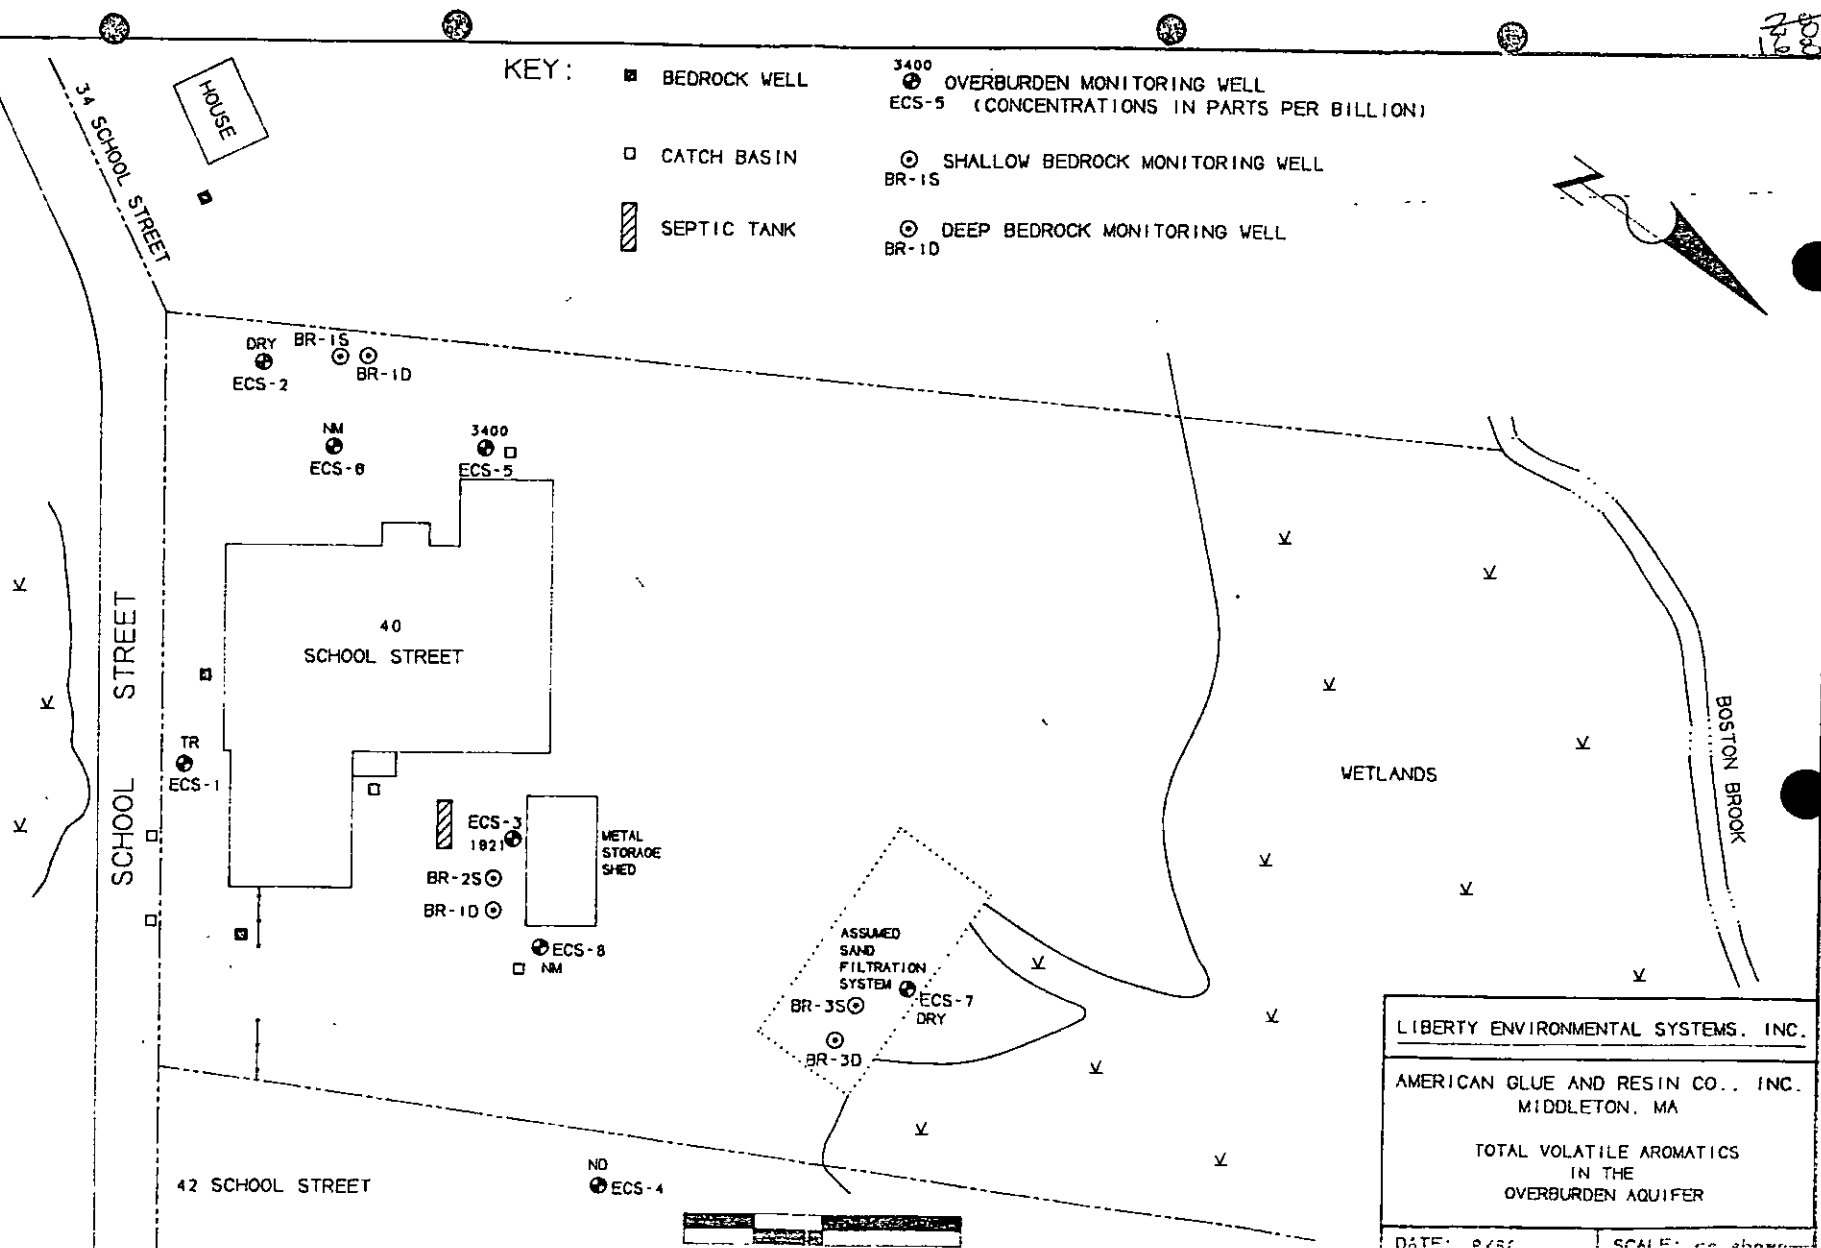 KEY:
BEDROCK WELL
CATCH BASIN
SEPTIC TANK
3400
OVERBURDEN MONITORING WELL
ECS-5 (CONCENTRATIONS IN PARTS PER BILLION)
SHALLOW BEDROCK MONITORING WELL
BR-1S
DEEP BEDROCK MONITORING WELL
BR-1D
HOUSE
34 SCHOOL STREET
N
DRY
ECS-2
BR-1S
BR-1D
NM
3400
ECS-5
40
SCHOOL STREET
SCHOOL STREET
TR
ECS-1
ECS-3
1821
BR-2S
BR-1D
METAL
STORAGE
SHED
ECS-8
NM
ASSUMED
SAND
FILTRATION
SYSTEM
ECS-7
DRY
BR-3S
BR-3D
WETLANDS
BOSTON BROOK
42 SCHOOL STREET
ND
ECS-4
LIBERTY ENVIRONMENTAL SYSTEMS. INC.
AMERICAN GLUE AND RESIN CO.. INC.
MIDDLETON, MA
TOTAL VOLATILE AROMATICS
IN THE
OVERBURDEN AQUIFER
DATE:
SCALE: as shown